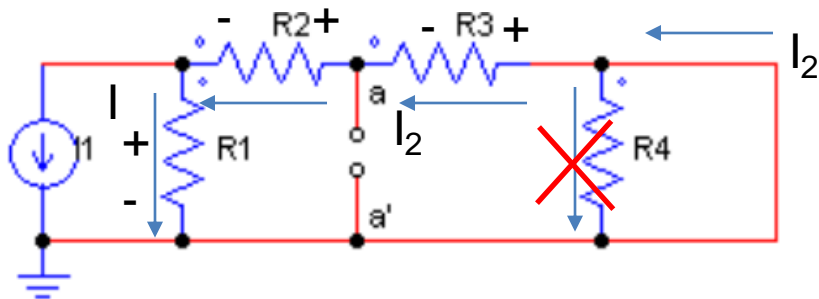 - R2 + - R3 +
I2
I a I2
+ I1 R1 R4
-
a'